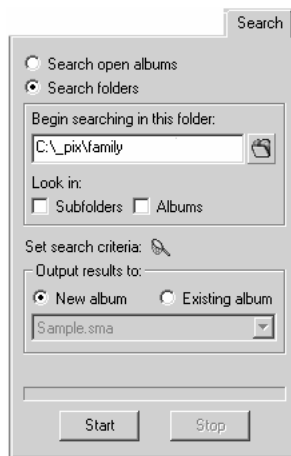 Search
Search open albums
Search folders
Begin searching in this folder:
C:\_pix\family
Look in:
Subfolders Albums
Set search criteria:
Output results to:
New album Existing album
Sample.sma
Start Stop